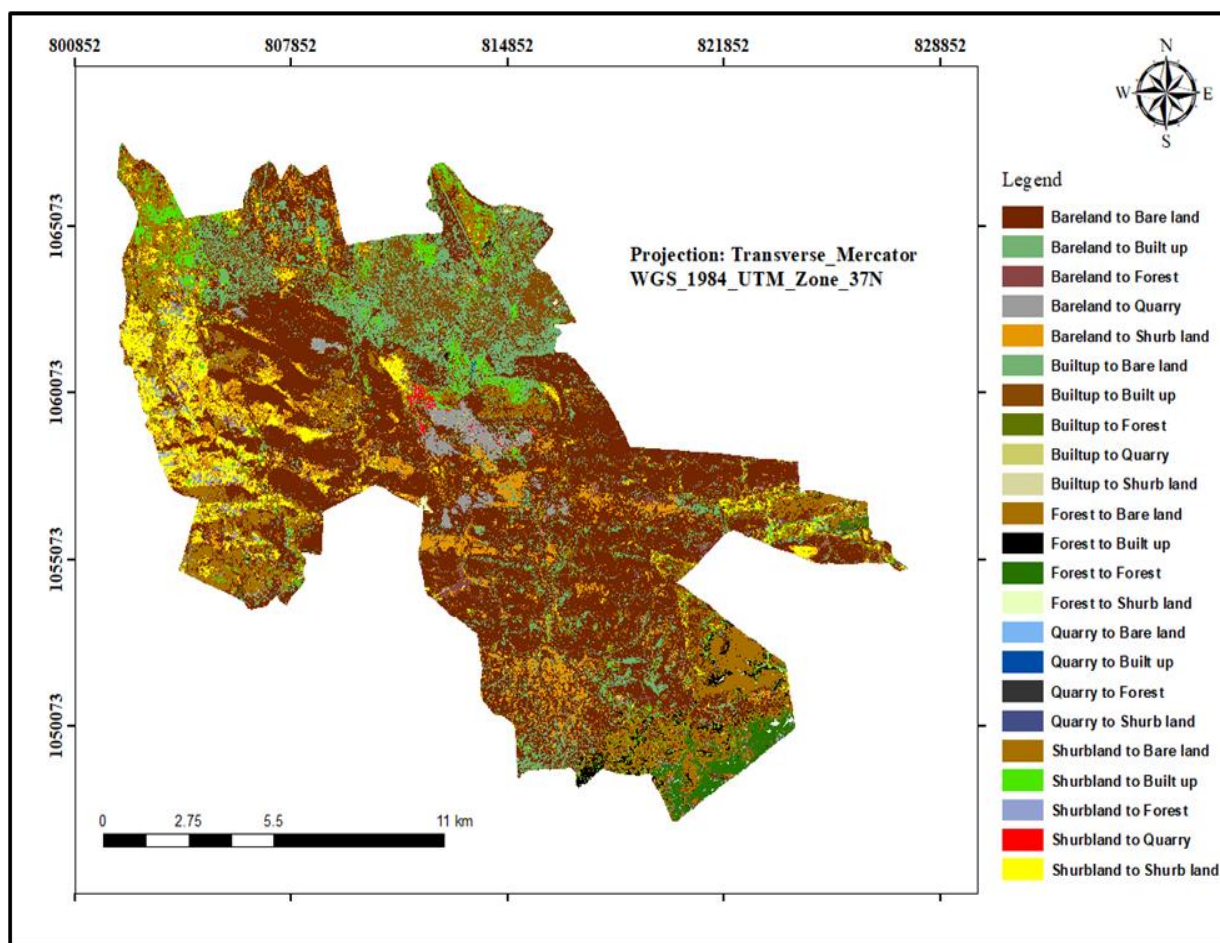 800852 807852 814852 821852 828852
N
W E
S
Legend
Bareland to Bare land
Bareland to Built up
Bareland to Forest
Bareland to Quarry
Bareland to Shurb land
Builtup to Bare land
Builtup to Built up
Builtup to Forest
Builtup to Quarry
Builtup to Shurb land
Forest to Bare land
Forest to Built up
Forest to Forest
Forest to Shurb land
Quarry to Bare land
Quarry to Built up
Quarry to Forest
Quarry to Shurb land
Shurbland to Bare land
Shurbland to Built up
Shurbland to Forest
Shurbland to Quarry
Shurbland to Shurb land
Projection: Transverse_Mercator
WGS_1984_UTM_Zone_37N
1065073
1060073
1055073
1050073
0 2.75 5.5 11 km